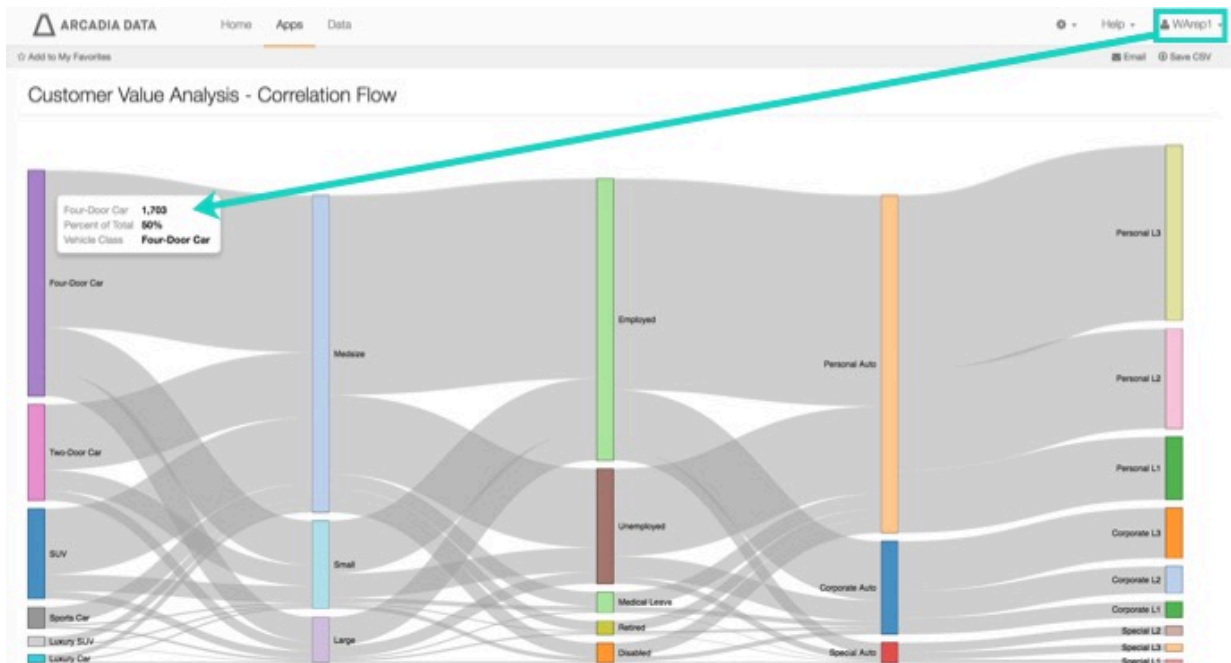 ARCADIA DATA Home Apps Data Help WArep1
Add to My Favorites Email Save CSV
Customer Value Analysis - Correlation Flow
Four-Door Car 1,703
Percent of Total 50%
Vehicle Class Four-Door Car
Personal L3
Four-Door Car
Employed
Medsize
Personal Auto
Personal L2
Two-Door Car
Personal L1
Unemployed
Corporate L3
SUV
Small
Corporate L2
Corporate Auto
Medical Leave
Corporate L1
Sports Car
Retired
Special L2
Luxury SUV
Large
Special L3
Disabled
Special Auto
Luxury Car
Special L1